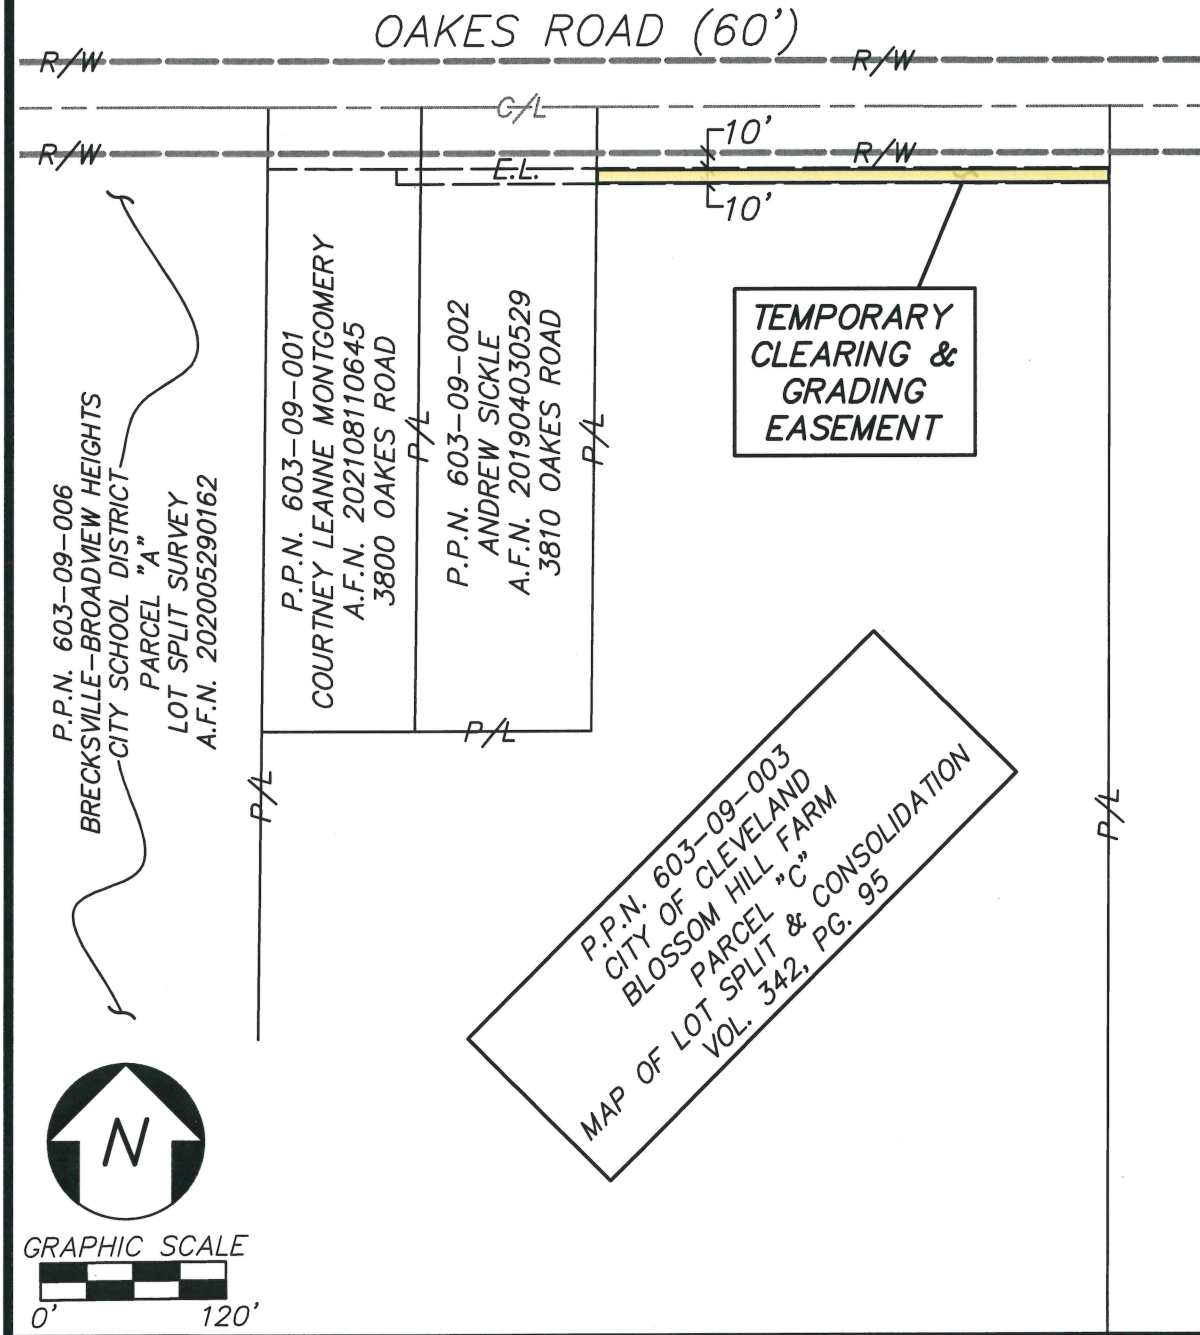 OAKES ROAD (60')
R/W
R/W
C/L
R/W
R/W
10'
E.L.
10'
TEMPORARY
CLEARING &
GRADING
EASEMENT
P.P.N. 603-09-006
BRECKSVILLE-BROADVIEW HEIGHTS
CITY SCHOOL DISTRICT
PARCEL "A"
LOT SPLIT SURVEY
A.F.N. 202005290162
P/L
P.P.N. 603-09-001
COURTNEY LEANNE MONTGOMERY
A.F.N. 202108110645
3800 OAKES ROAD
P/L
P.P.N. 603-09-002
ANDREW SICKLE
A.F.N. 201904030529
3810 OAKES ROAD
P/L
P/L
P.P.N. 603-09-003
CITY OF CLEVELAND
BLOSSOM HILL FARM
PARCEL "C"
MAP OF LOT SPLIT & CONSOLIDATION
VOL. 342, PG. 95
P/L
N
GRAPHIC SCALE
0' 120'